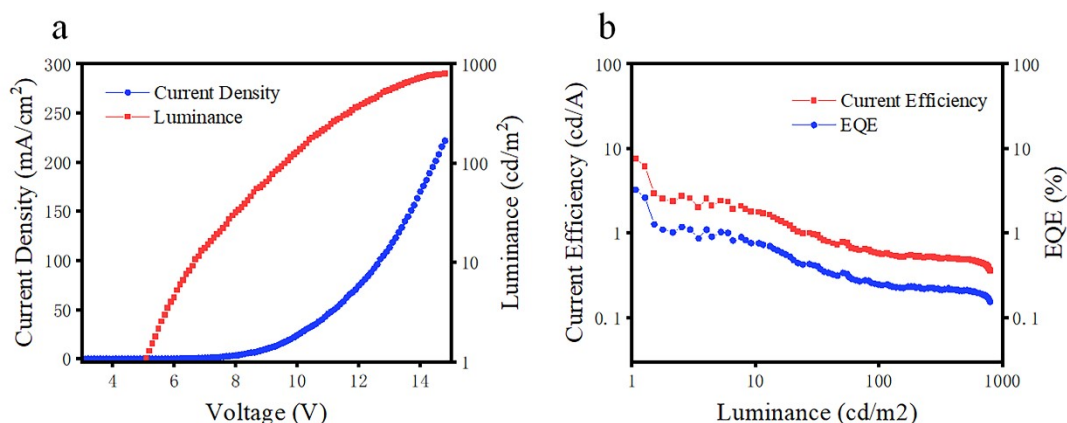 a
Current Density (mA/cm²)
300
250
200
150
100
50
0
Current Density
Luminance
1000
100
10
1
Luminance (cd/m²)
4 6 8 10 12 14
Voltage (V)
b
Current Efficiency (cd/A)
100
10
1
0.1
Current Efficiency
EQE
100
10
1
0.1
EQE (%)
1 10 100 1000
Luminance (cd/m2)